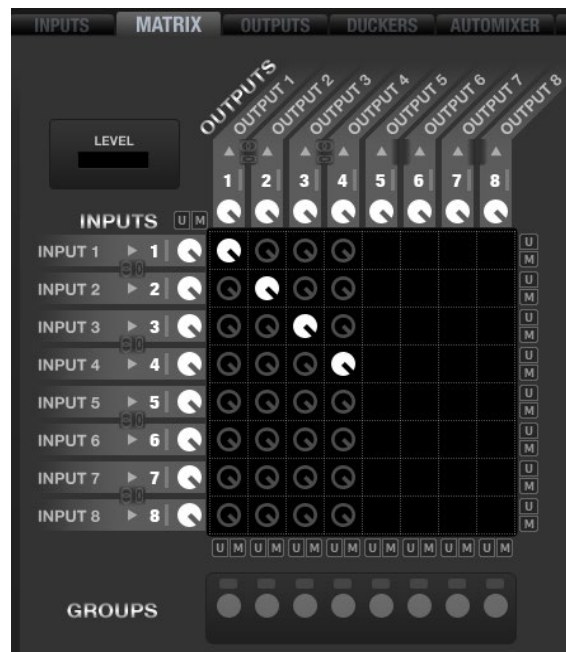 INPUTS MATRIX OUTPUTS DUCKERS AUTOMIXER
OUTPUTS
OUTPUT 1
OUTPUT 2
OUTPUT 3
OUTPUT 4
OUTPUT 5
OUTPUT 6
OUTPUT 7
OUTPUT 8
LEVEL
1 2 3 4 5 6 7 8
INPUTS U M
INPUT 1 1 U M
INPUT 2 2 U M
INPUT 3 3 U M
INPUT 4 4 U M
INPUT 5 5 U M
INPUT 6 6 U M
INPUT 7 7 U M
INPUT 8 8 U M
U M U M U M U M U M U M U M U M
GROUPS